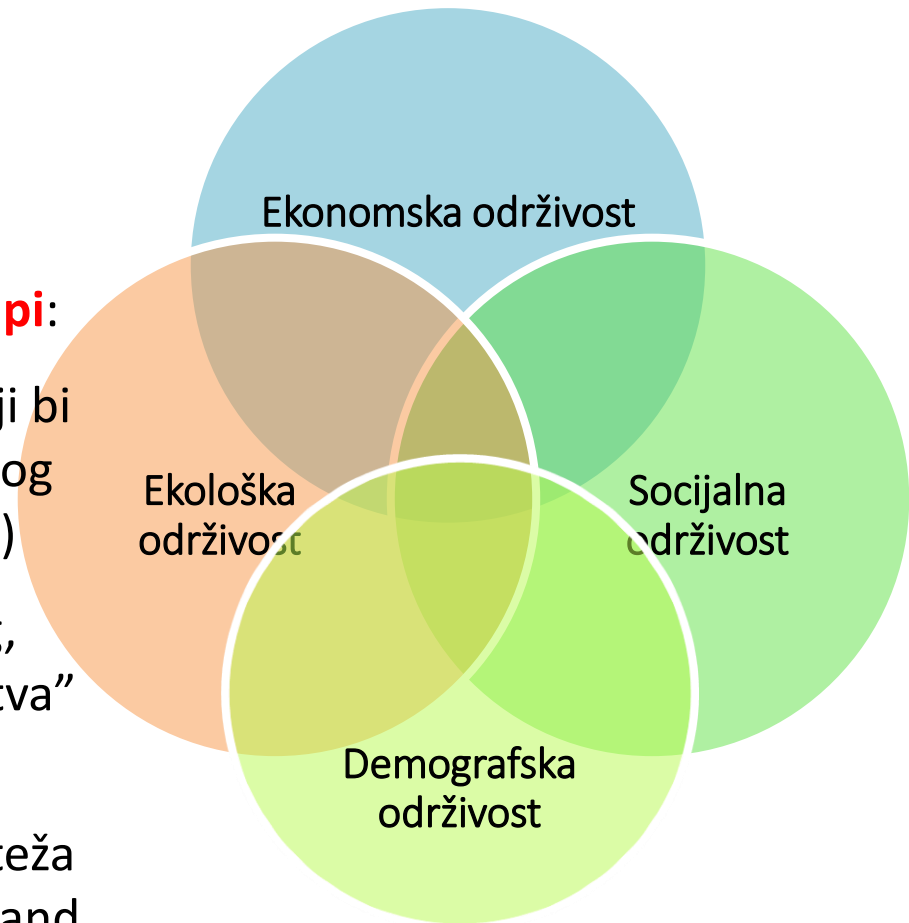 Ekonomska održivost
pi:
ji bi
og
)
,
tva”
teža
and
Ekološka
održivost
Socijalna
održivost
Demografska
održivost